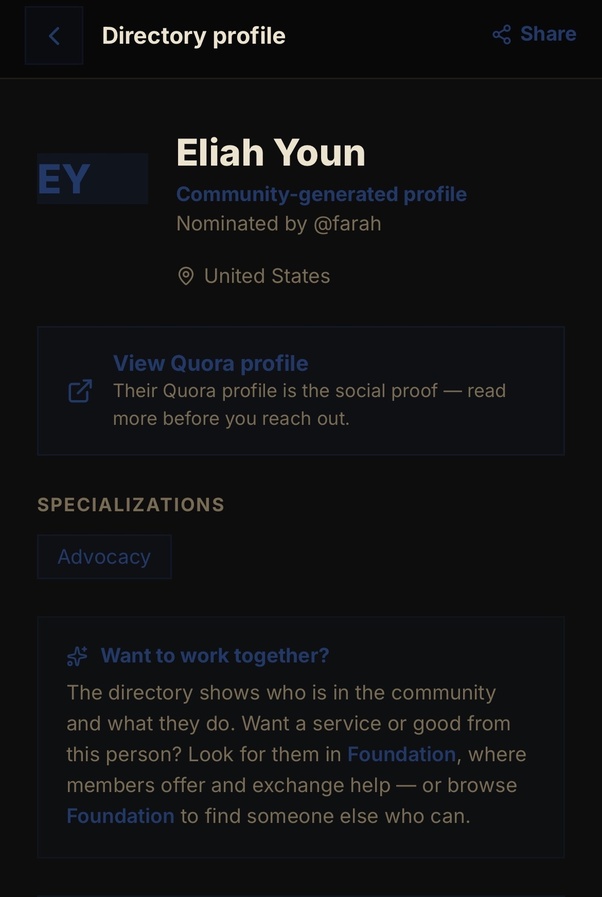 Directory profile
Share
EY
Eliah Youn
Community-generated profile
Nominated by @farah
United States
View Quora profile
Their Quora profile is the social proof — read
more before you reach out.
SPECIALIZATIONS
Advocacy
Want to work together?
The directory shows who is in the community
and what they do. Want a service or good from
this person? Look for them in Foundation, where
members offer and exchange help — or browse
Foundation to find someone else who can.